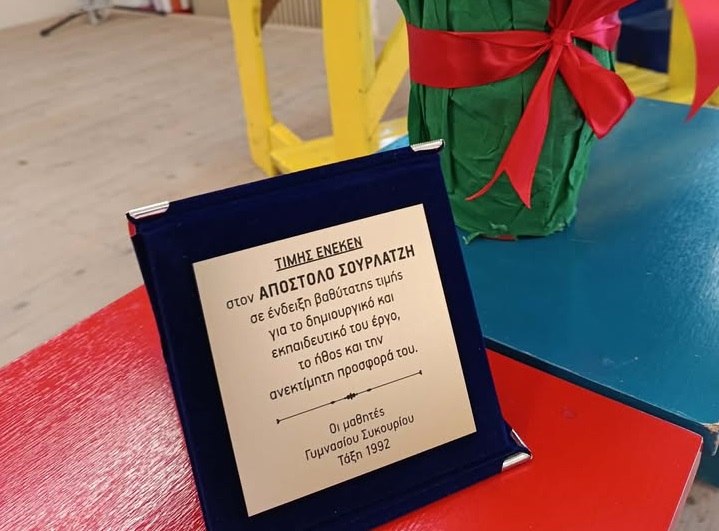 ΤΙΜΗΣ ΕΝΕΚΕΝ
στον ΑΠΟΣΤΟΛΟ ΣΟΥΡΛΑΤΖΗ
σε ένδειξη βαθύτατης τιμής
για το δημιουργικό και
εκπαιδευτικό του έργο,
το ήθος και την
ανεκτίμητη προσφορά του.
Οι μαθητές
Γυμνασίου Συκουρίου
Τάξη 1992